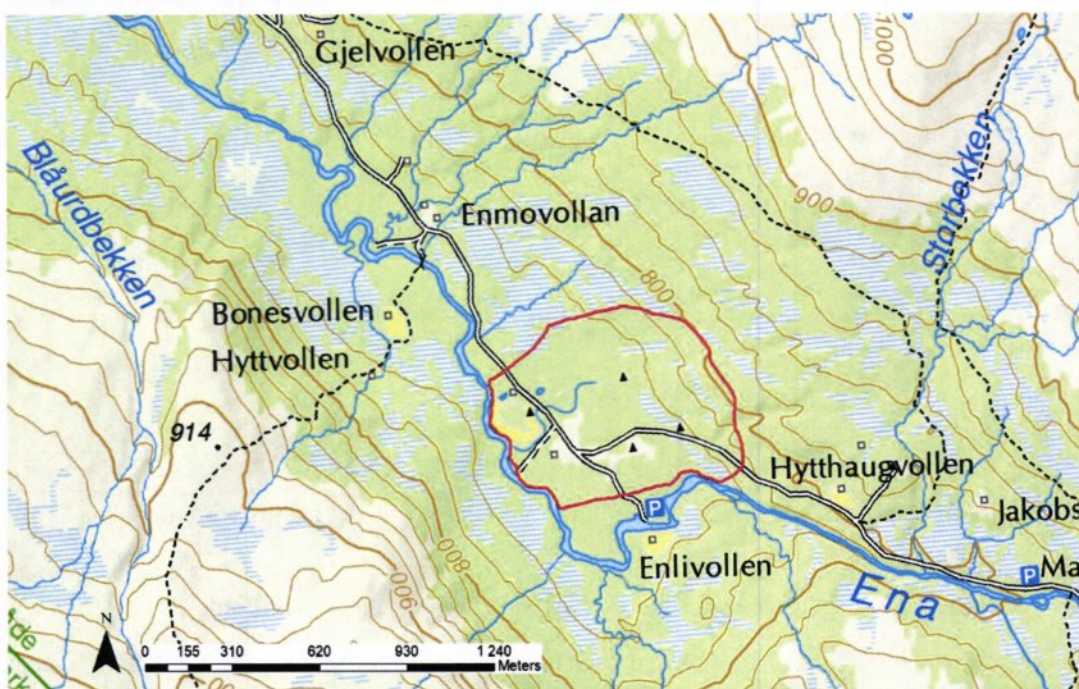 Gjelvollen
1000
Blåurdbekken
Storbekken
900
Enmovollan
800
Bonesvollen
Hyttvollen
914
Hytthaugvollen
P
Jakobs
Enlivollen
800
P
Ma
900
Ena
N
0 155 310 620 930 1 240
Meters